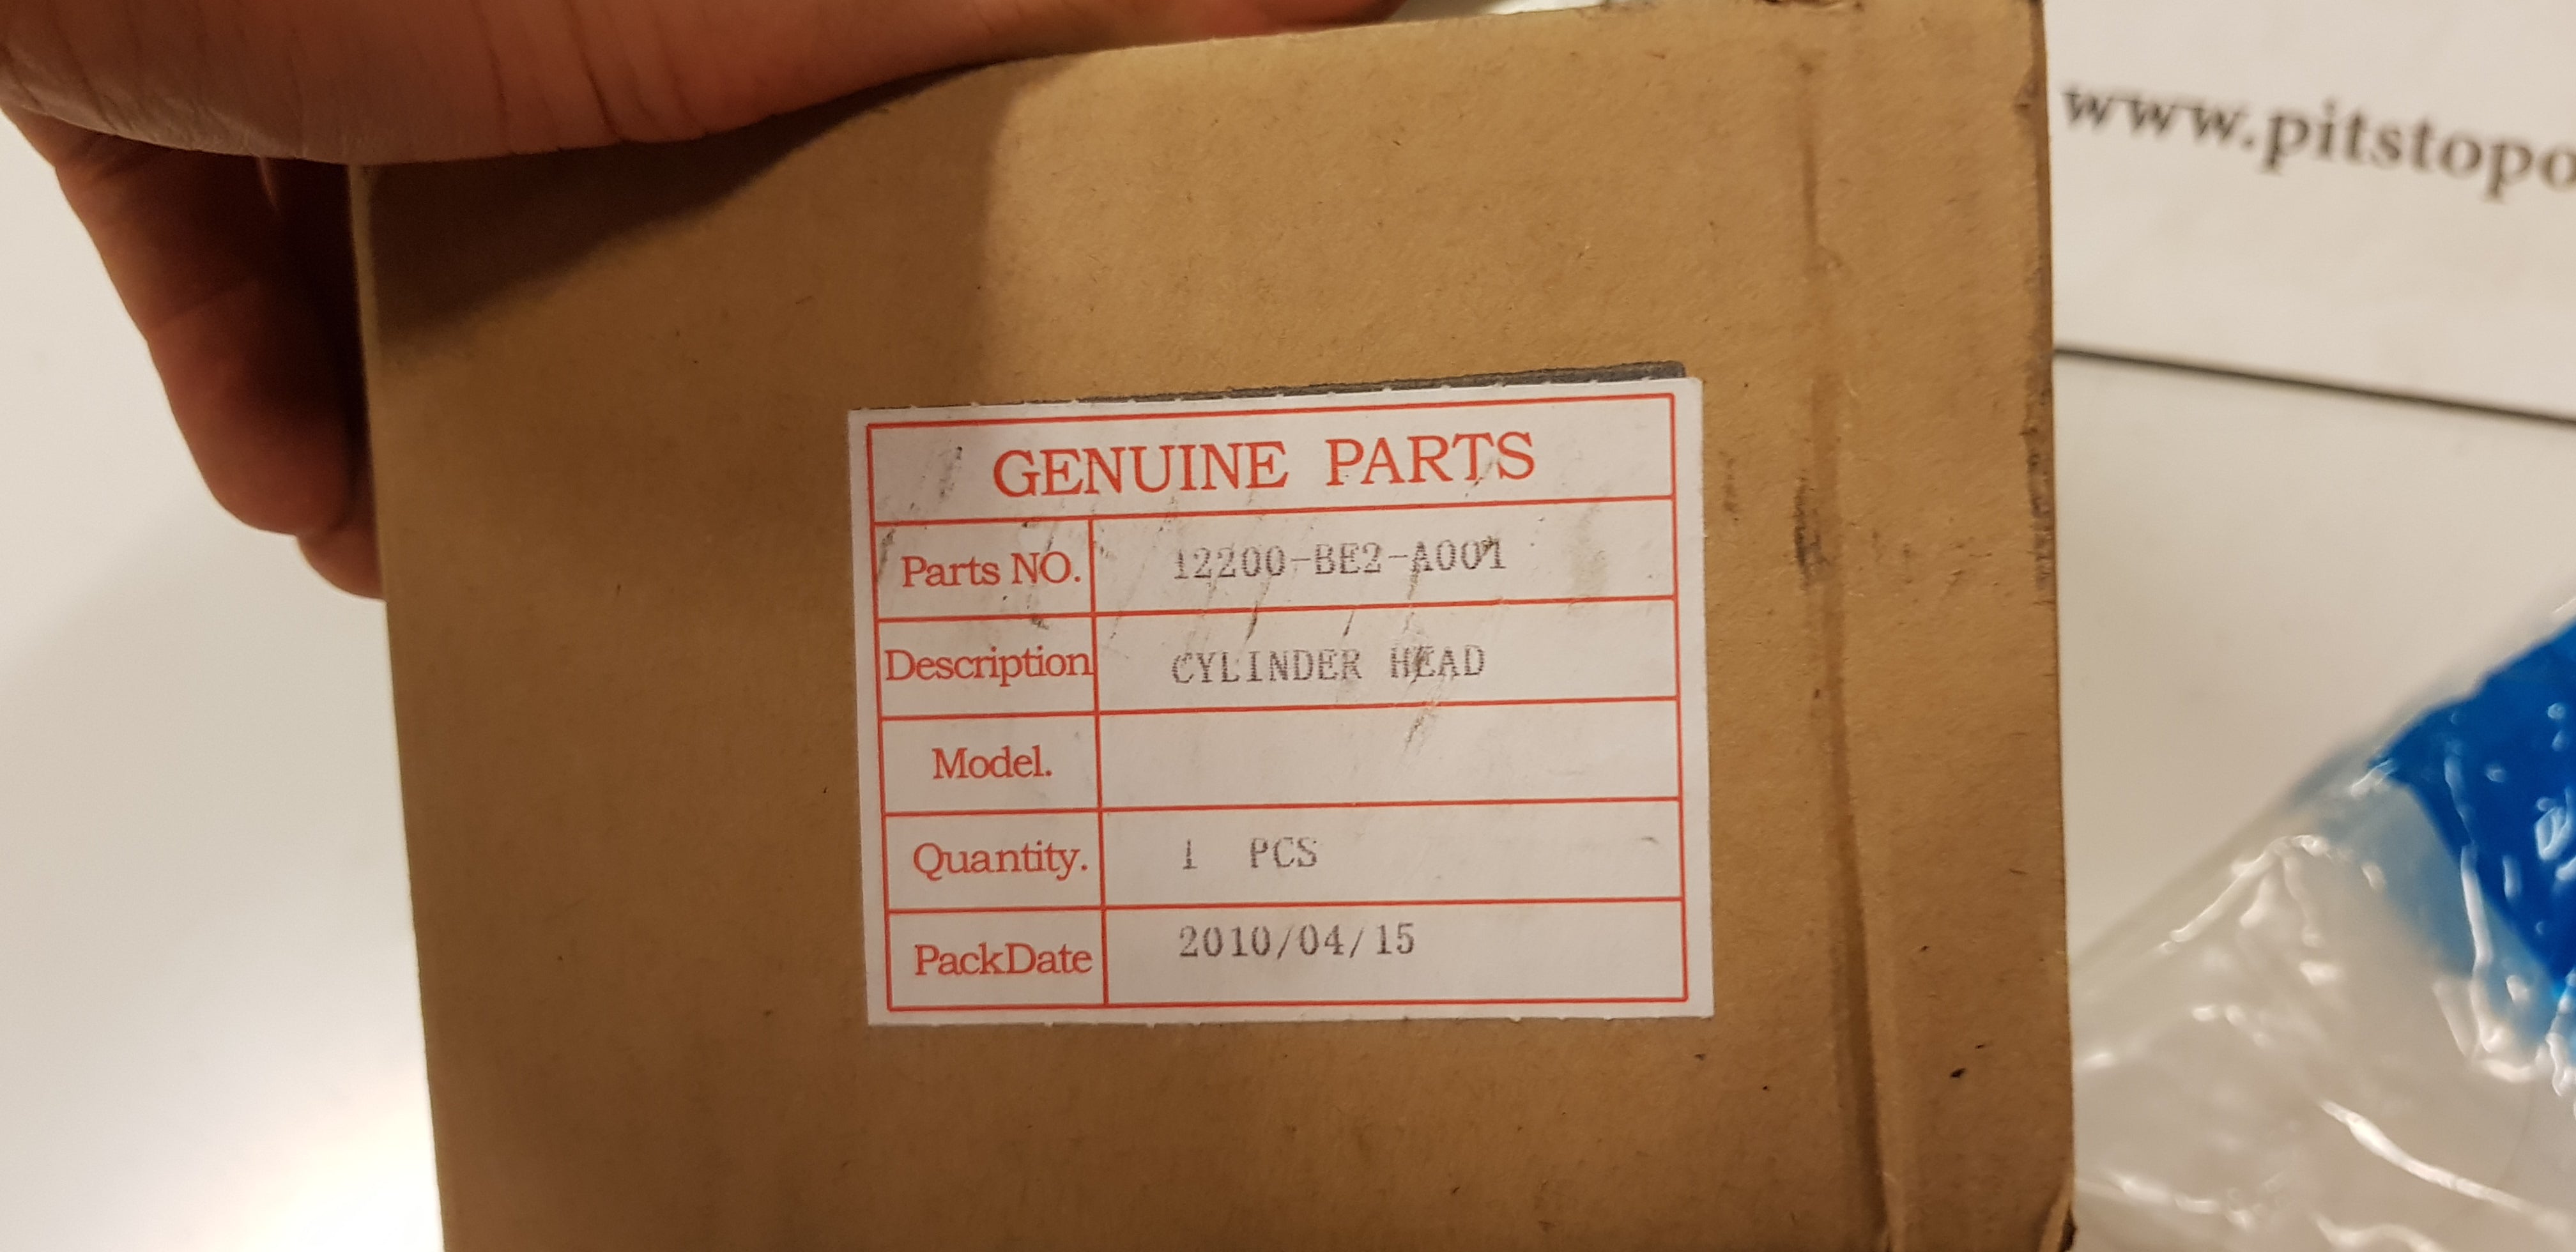 www.pitstopo
GENUINE PARTS
Parts NO. 12200-BE2-A001
Description CYLINDER HEAD
Model.
Quantity. 1 PCS
PackDate 2010/04/15